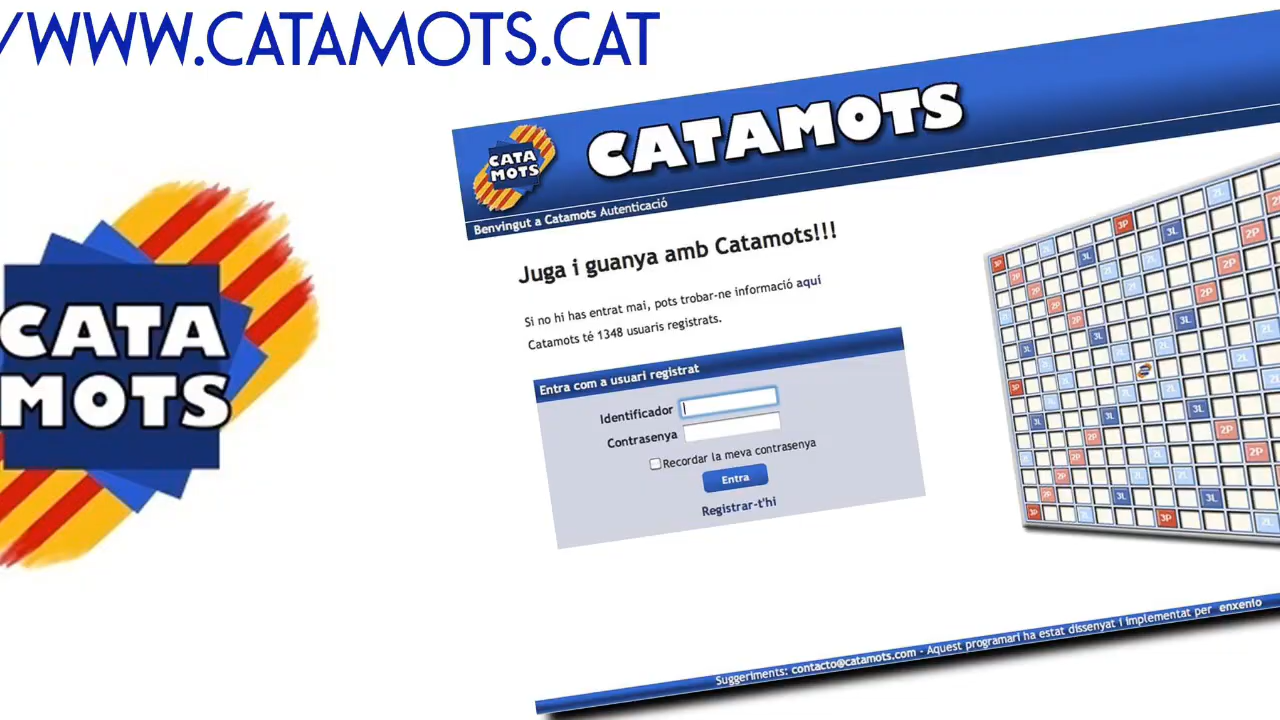 /WWW.CATAMOTS.CAT
CATA
MOTS
CATA
MOTS
CATAMOTS
Benvingut a Catamots Autenticació
Juga i guanya amb Catamots!!!
Si no hi has entrat mai, pots trobar-ne informació aquí
Catamots té 1348 usuaris registrats.
Entra com a usuari registrat
Identificador
Contrasenya
Recordar la meva contrasenya
Entra
Registrar-t'hi
Suggeriments: contacto@catamots.com - Aquest programari ha estat dissenyat i implementat per enxenio